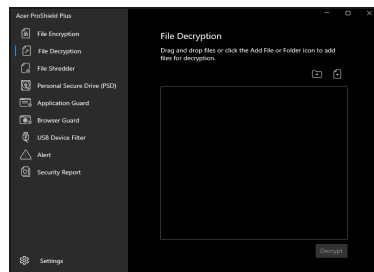 Acer ProShield Plus
File Encryption
File Decryption
File Shredder
Personal Secure Drive (PSD)
Application Guard
Browser Guard
USB Device Filter
Alert
Security Report
Settings
File Decryption
Drag and drop files or click the Add File or Folder icon to add
files for decryption.
Decrypt